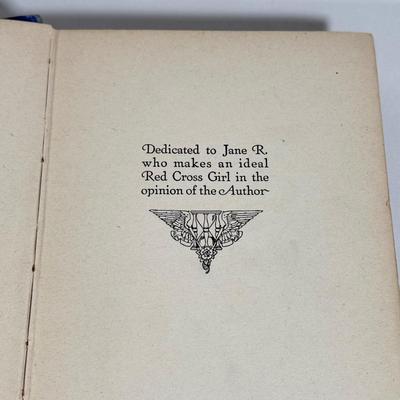 Dedicated to Jane R.
who makes an ideal
Red Cross Girl in the
opinion of the Author